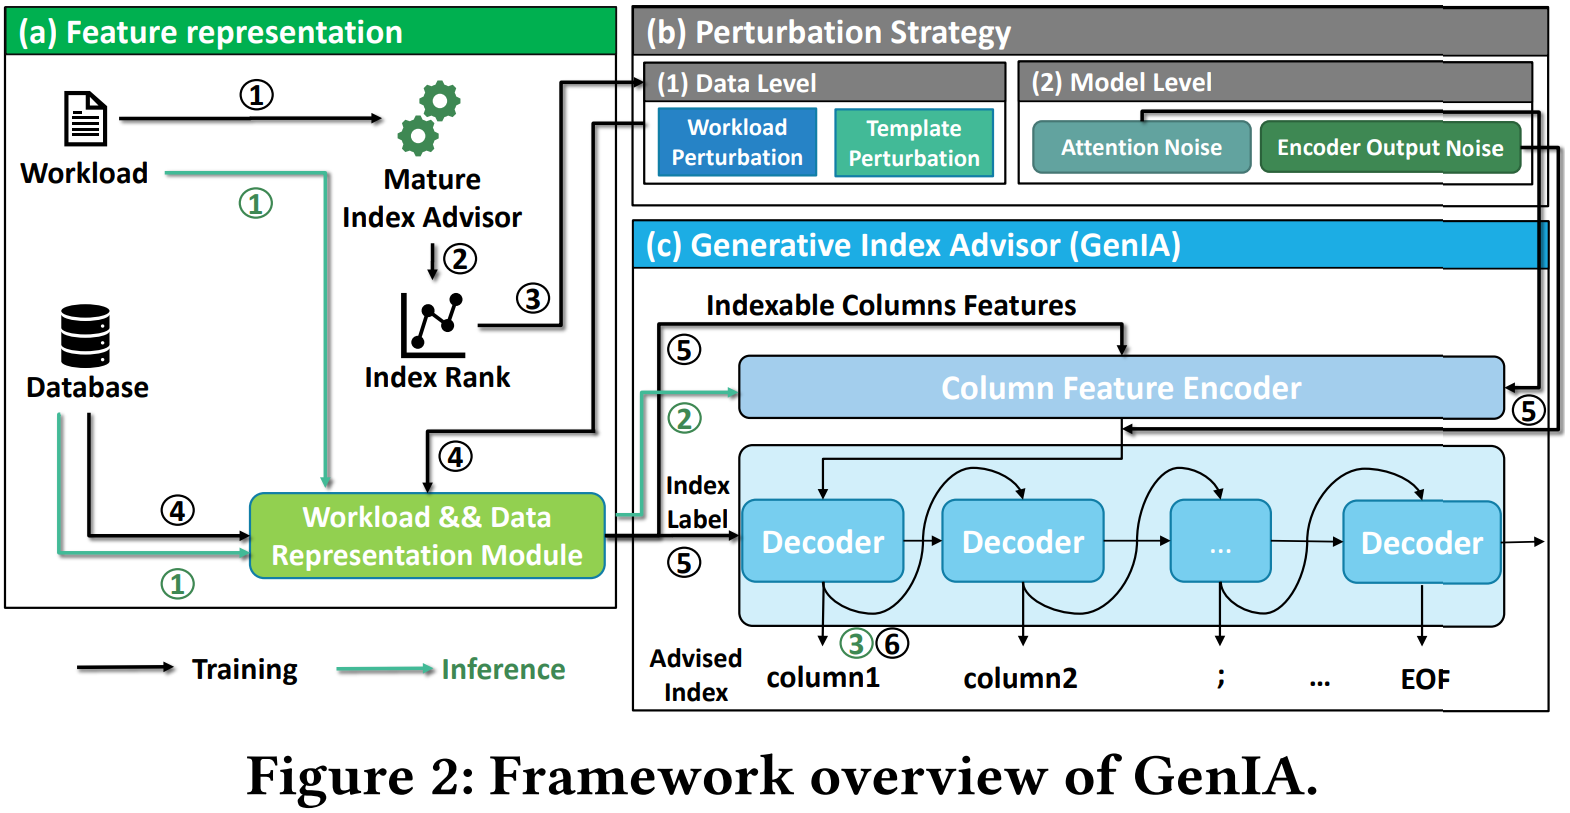 (a) Feature representation
①
Workload
①
Mature
Index Advisor
②
③
Index Rank
Database
④
④
Workload && Data
Representation Module
①
Training
Inference
(b) Perturbation Strategy
(1) Data Level
Workload
Perturbation
Template
Perturbation
(2) Model Level
Attention Noise
Encoder Output Noise
(c) Generative Index Advisor (GenIA)
Indexable Columns Features
⑤
Column Feature Encoder
②
⑤
Index
Label
⑤
Decoder
Decoder
...
Decoder
③ ⑥
Advised
Index
column1
column2
;
...
EOF
Figure 2: Framework overview of GenIA.